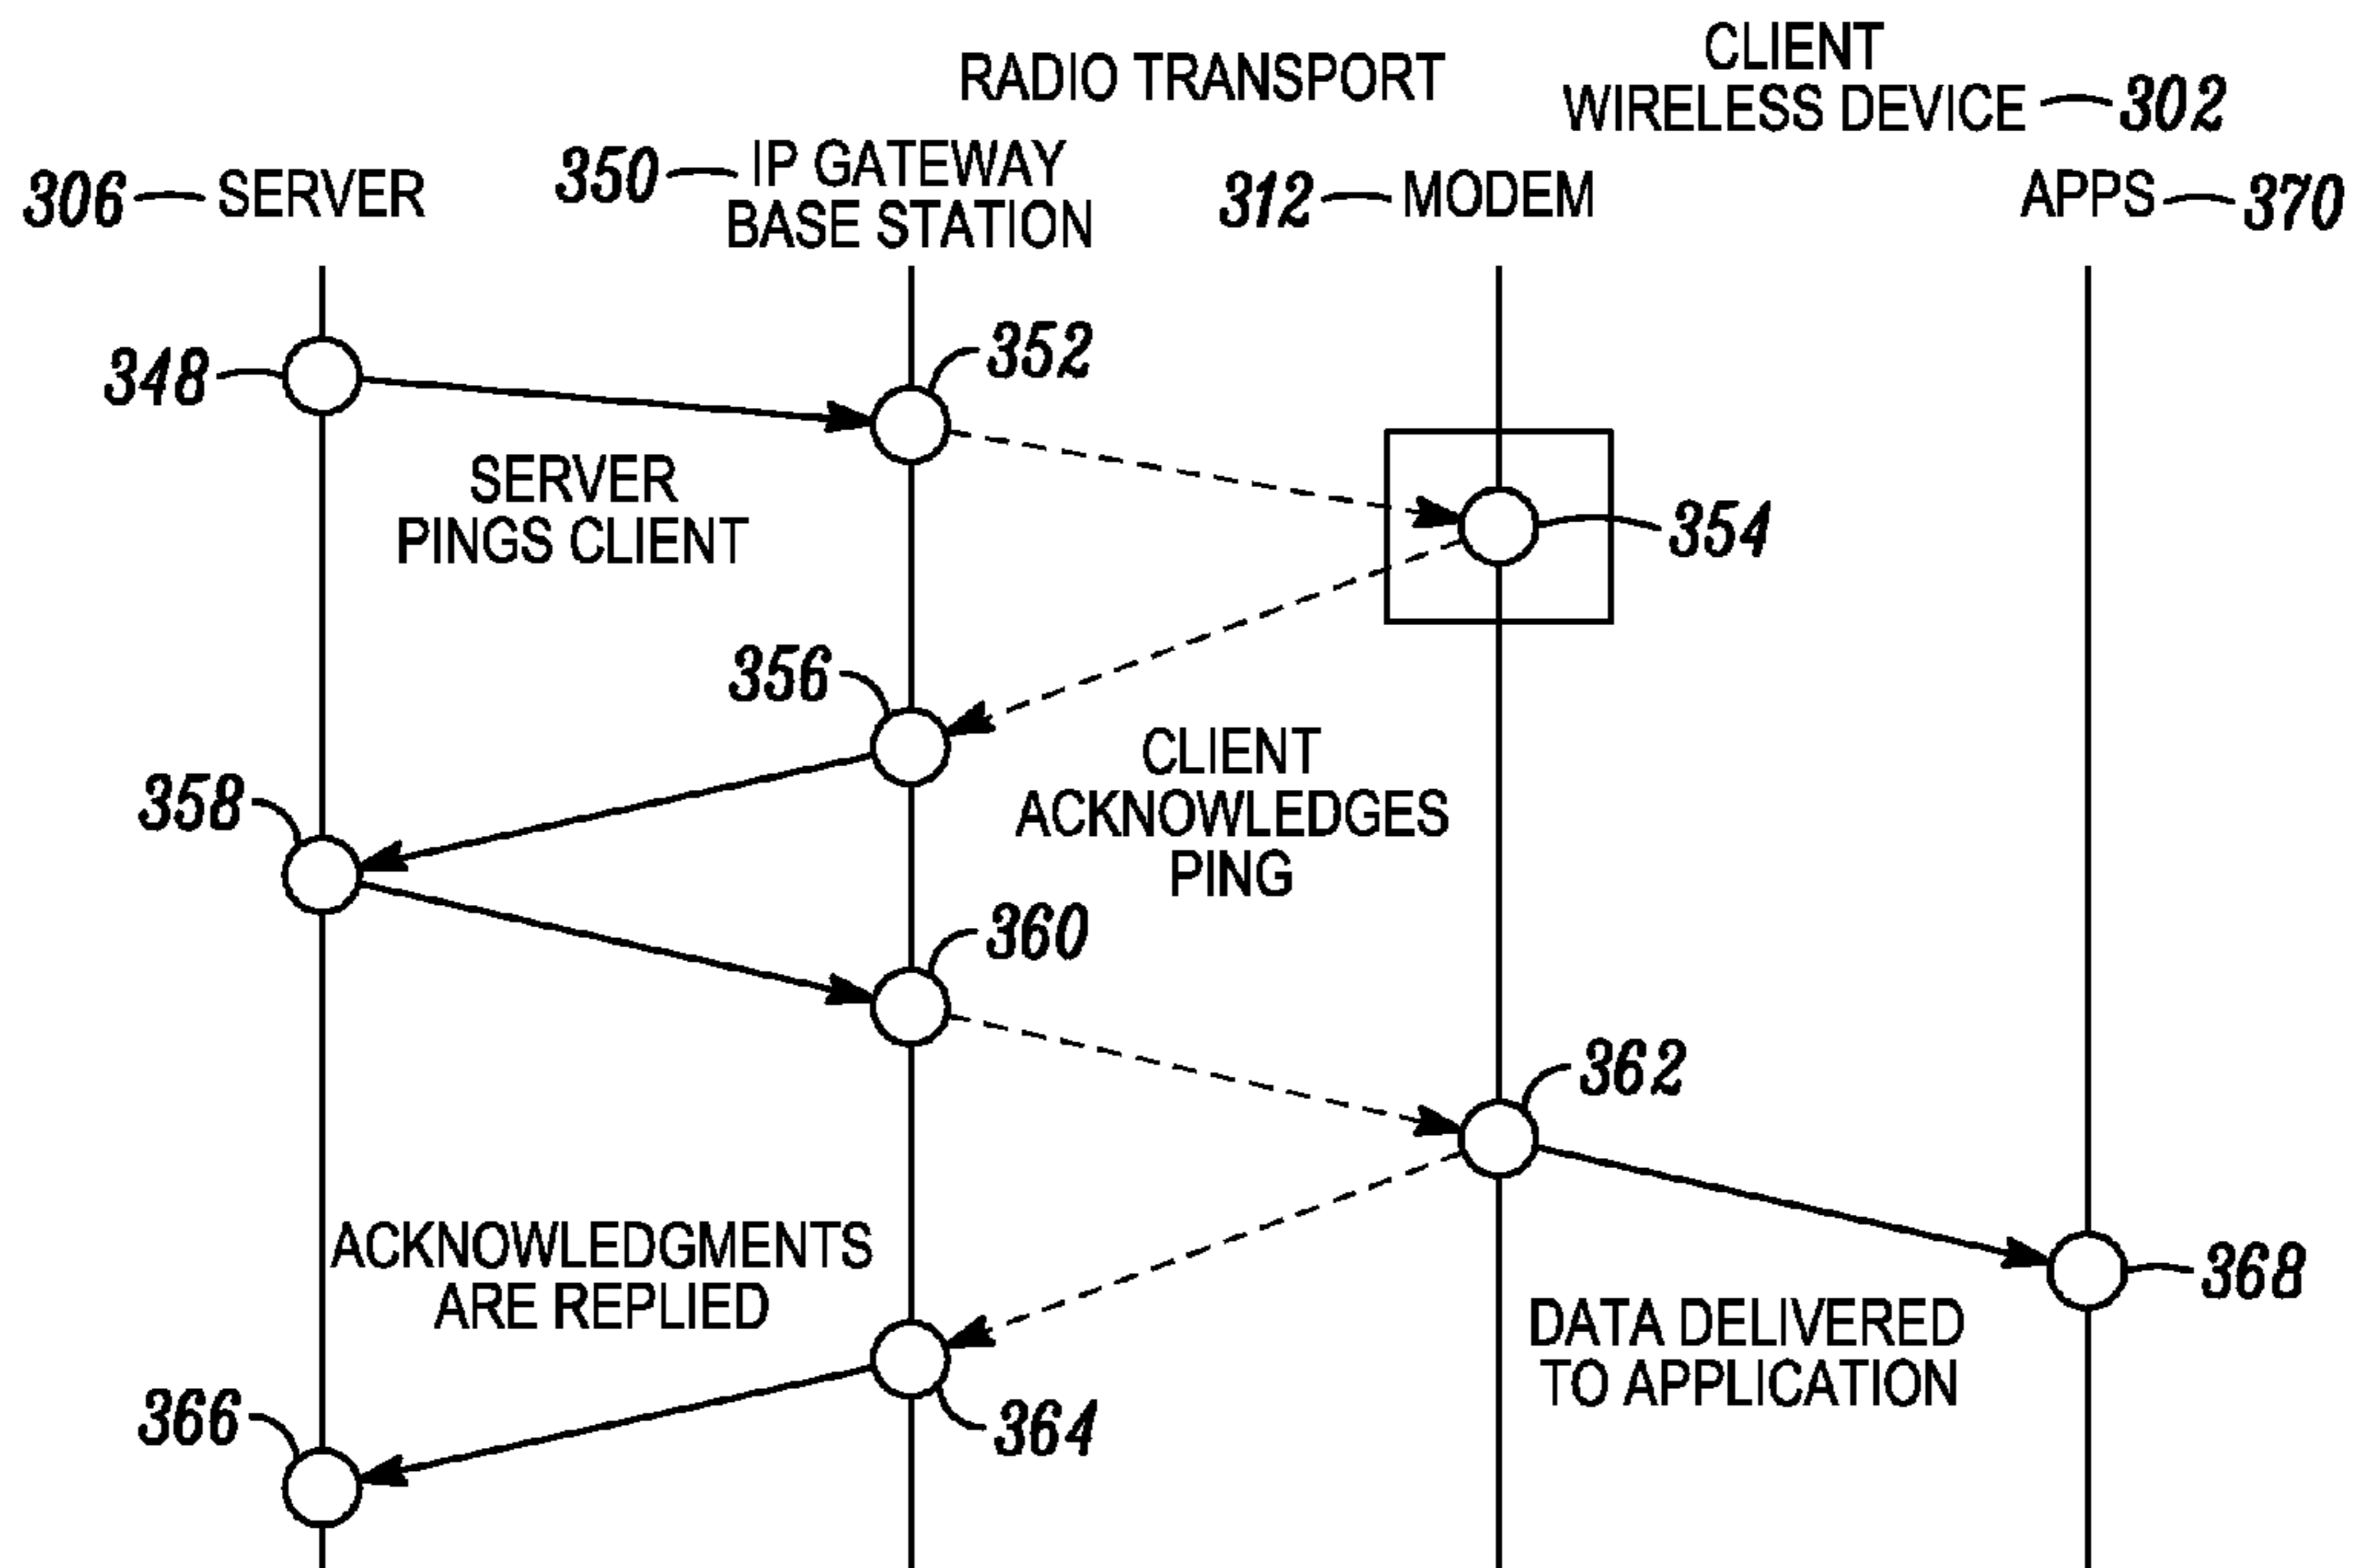 RADIO TRANSPORT
CLIENT
WIRELESS DEVICE 302
306 SERVER
350 IP GATEWAY
BASE STATION
312 MODEM
APPS 370
348
352
SERVER
PINGS CLIENT
354
356
358
CLIENT
ACKNOWLEDGES
PING
360
362
ACKNOWLEDGMENTS
ARE REPLIED
368
DATA DELIVERED
TO APPLICATION
366
364